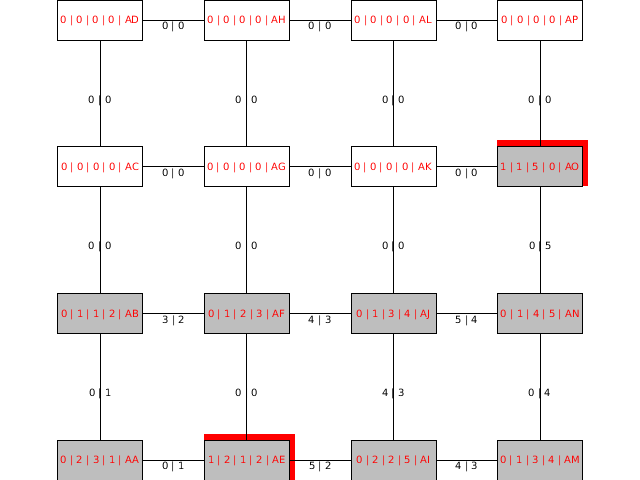 0 | 0 | 0 | 0 | AD
0 | 0
0 | 0 | 0 | 0 | AH
0 | 0
0 | 0 | 0 | 0 | AL
0 | 0
0 | 0 | 0 | 0 | AP
0 | 0
0 | 0
0 | 0
0 | 0
0 | 0 | 0 | 0 | AC
0 | 0
0 | 0 | 0 | 0 | AG
0 | 0
0 | 0 | 0 | 0 | AK
0 | 0
1 | 1 | 5 | 0 | AO
0 | 0
0 | 0
0 | 0
0 | 5
0 | 1 | 1 | 2 | AB
3 | 2
0 | 1 | 2 | 3 | AF
4 | 3
0 | 1 | 3 | 4 | AJ
5 | 4
0 | 1 | 4 | 5 | AN
0 | 1
0 | 0
4 | 3
0 | 4
0 | 2 | 3 | 1 | AA
0 | 1
1 | 2 | 1 | 2 | AE
5 | 2
0 | 2 | 2 | 5 | AI
4 | 3
0 | 1 | 3 | 4 | AM